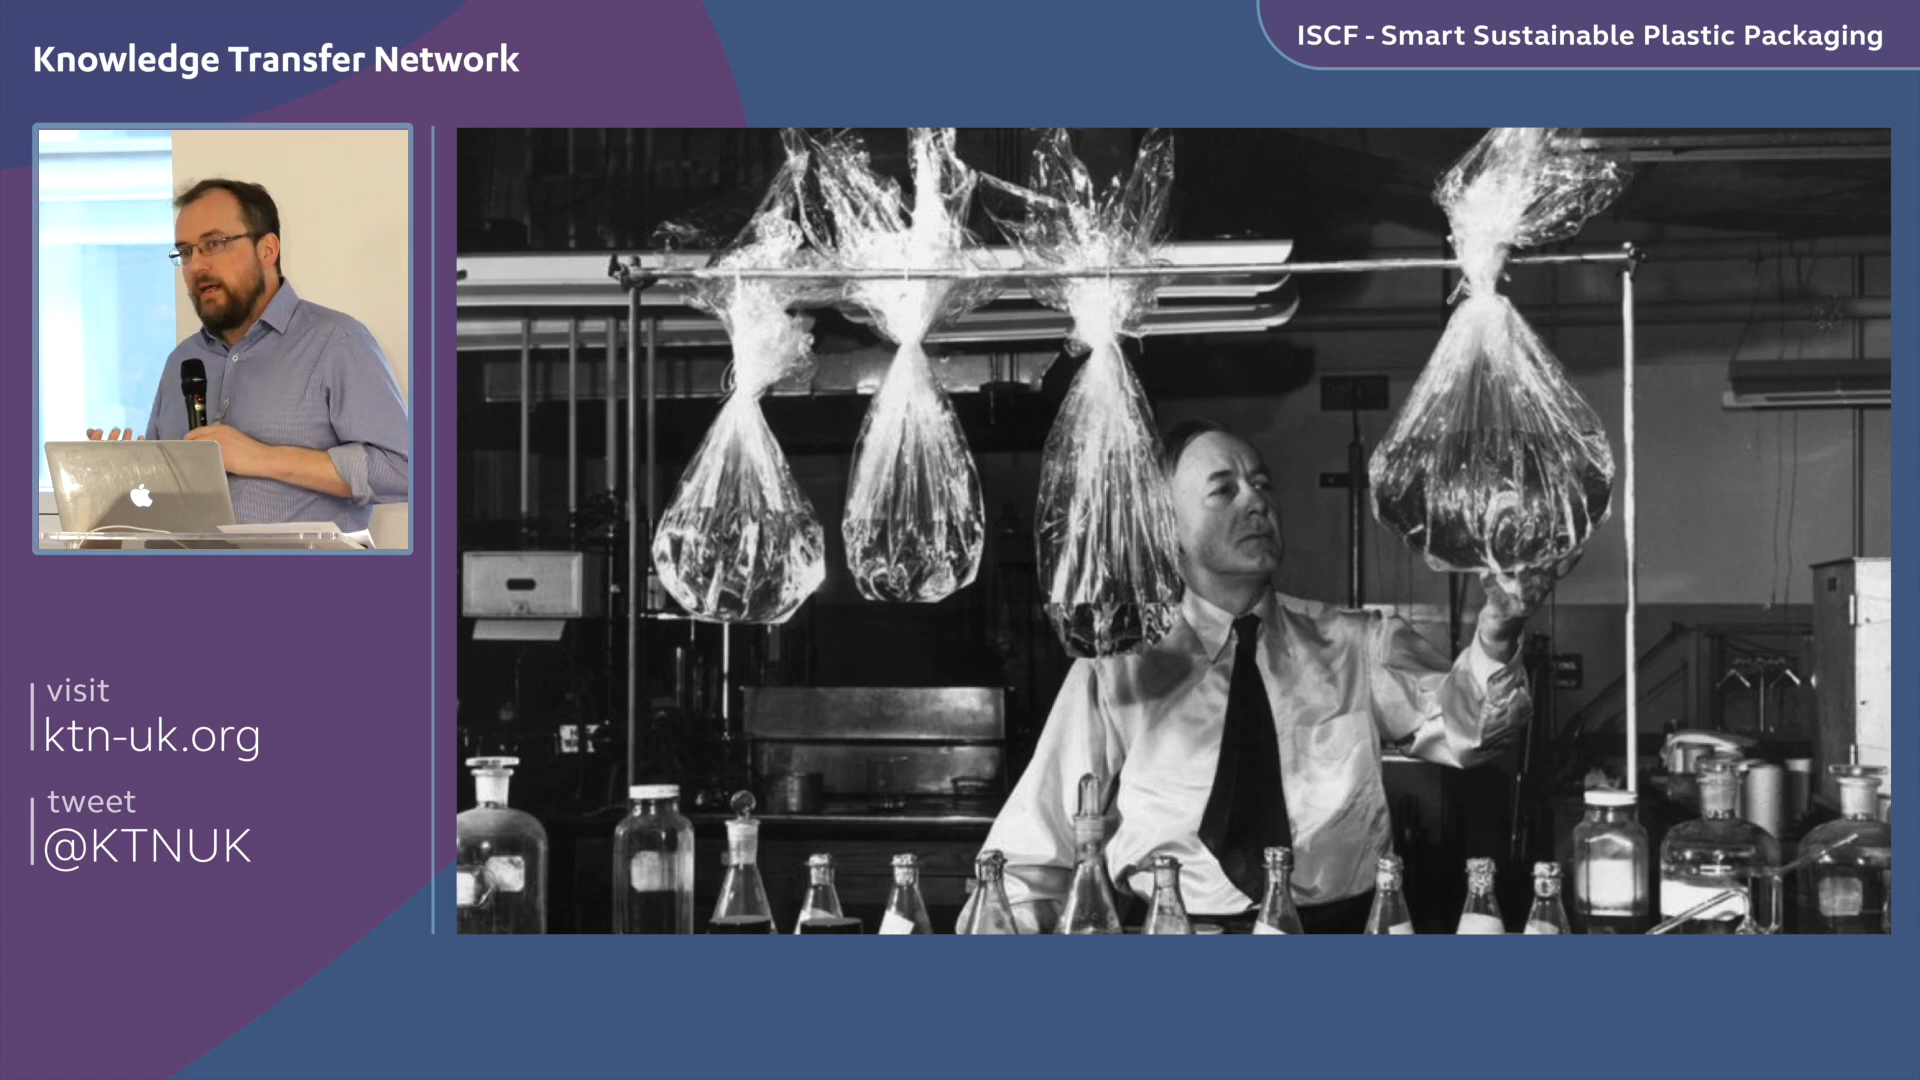 Knowledge Transfer Network
ISCF - Smart Sustainable Plastic Packaging
visit
ktn-uk.org
tweet
@KTNUK